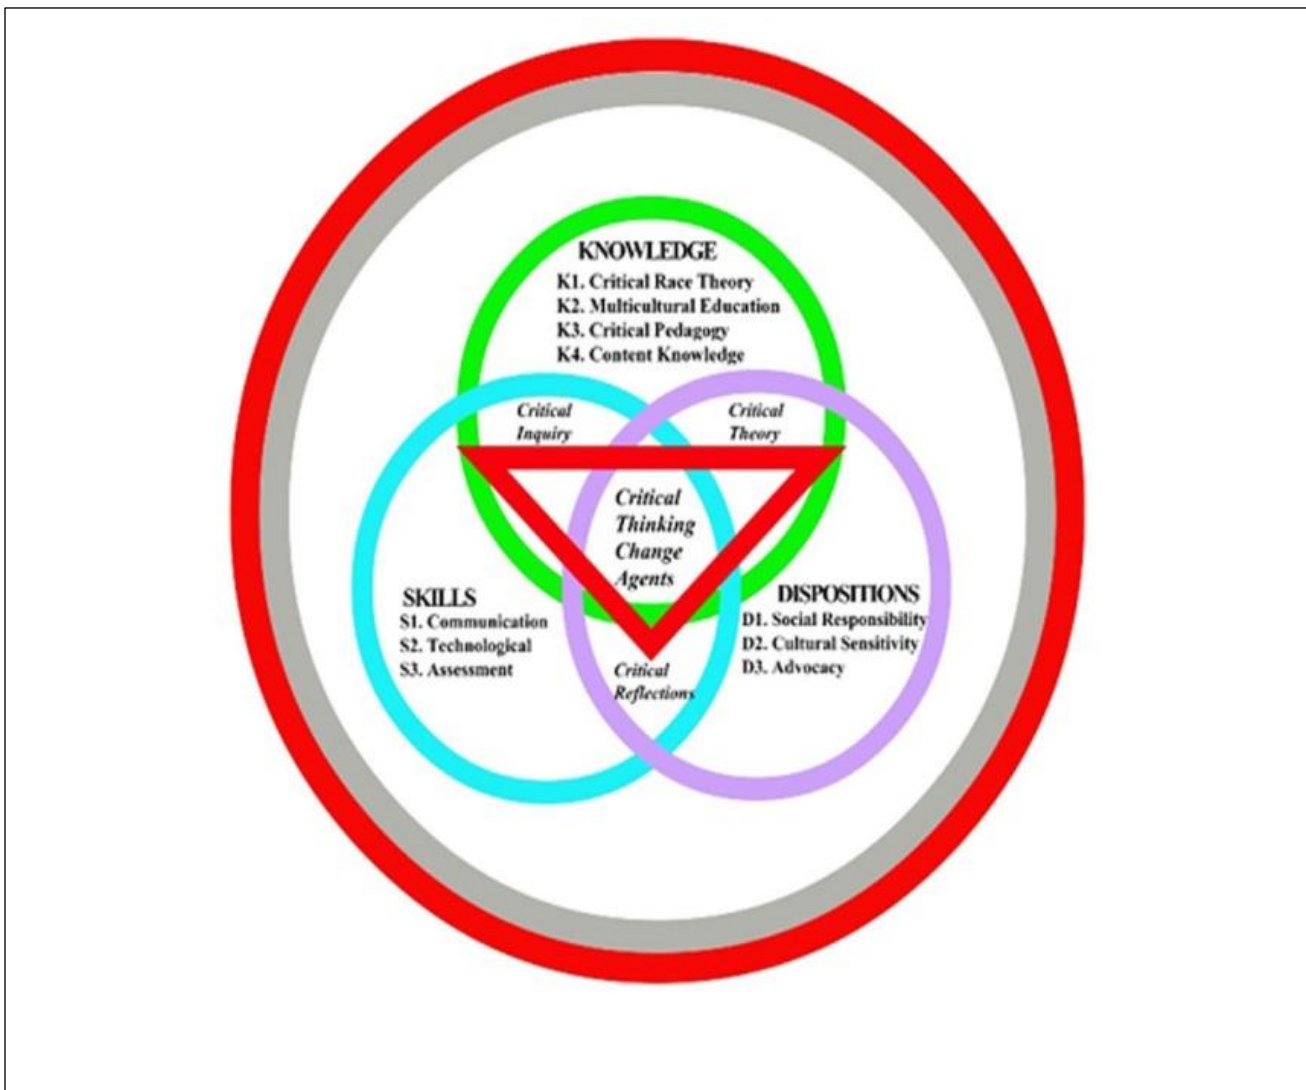 KNOWLEDGE
K1. Critical Race Theory
K2. Multicultural Education
K3. Critical Pedagogy
K4. Content Knowledge
Critical
Inquiry
Critical
Theory
Critical
Thinking
Change
Agents
SKILLS
S1. Communication
S2. Technological
S3. Assessment
DISPOSITIONS
D1. Social Responsibility
D2. Cultural Sensitivity
D3. Advocacy
Critical
Reflections